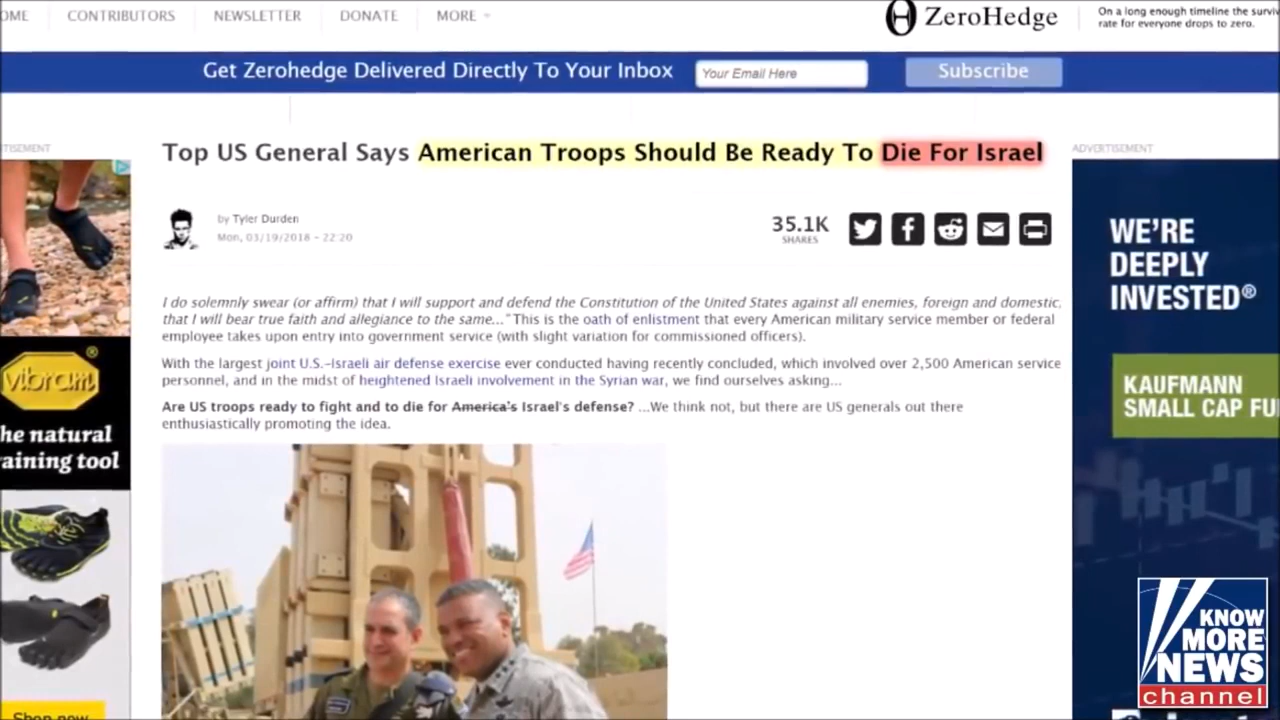 OME
CONTRIBUTORS
NEWSLETTER
DONATE
MORE
ZeroHedge
On a long enough timeline the surviv
rate for everyone drops to zero.
Get Zerohedge Delivered Directly To Your Inbox
Your Email Here
Subscribe
TISEMENT
Top US General Says American Troops Should Be Ready To Die For Israel
ADVERTISEMENT
by Tyler Durden
Mon, 03/19/2018 - 22:20
35.1K
SHARES
I do solemnly swear (or affirm) that I will support and defend the Constitution of the United States against all enemies, foreign and domestic,
that I will bear true faith and allegiance to the same..." This is the oath of enlistment that every American military service member or federal
employee takes upon entry into government service (with slight variation for commissioned officers).
With the largest joint U.S.-Israeli air defense exercise ever conducted having recently concluded, which involved over 2,500 American service
personnel, and in the midst of heightened Israeli involvement in the Syrian war, we find ourselves asking...
Are US troops ready to fight and to die for America's Israel's defense? ...We think not, but there are US generals out there
enthusiastically promoting the idea.
vibram®
he natural
aining tool
Shop now
WE'RE
DEEPLY
INVESTED®
KAUFMANN
SMALL CAP FU
KNOW
MORE
NEWS
channel